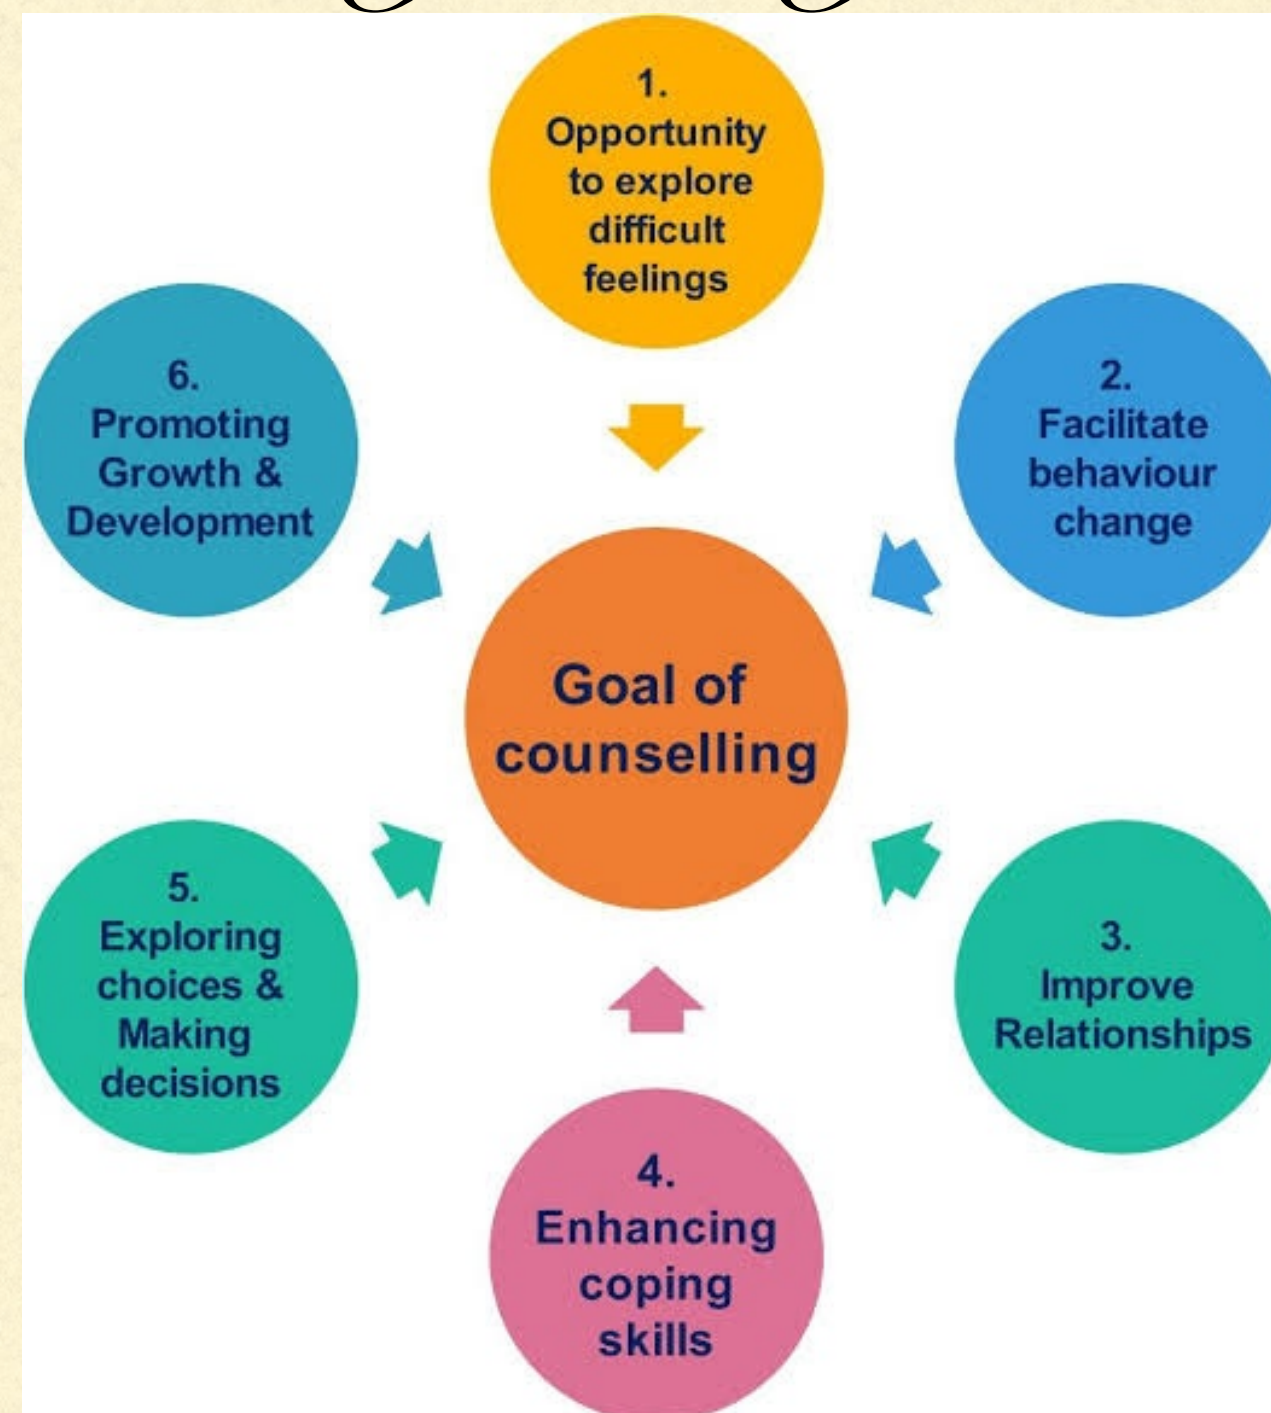 1.
Opportunity
to explore
difficult
feelings
2.
Facilitate
behaviour
change
3.
Improve
Relationships
4.
Enhancing
coping
skills
5.
Exploring
choices &
Making
decisions
6.
Promoting
Growth &
Development
Goal of
counselling